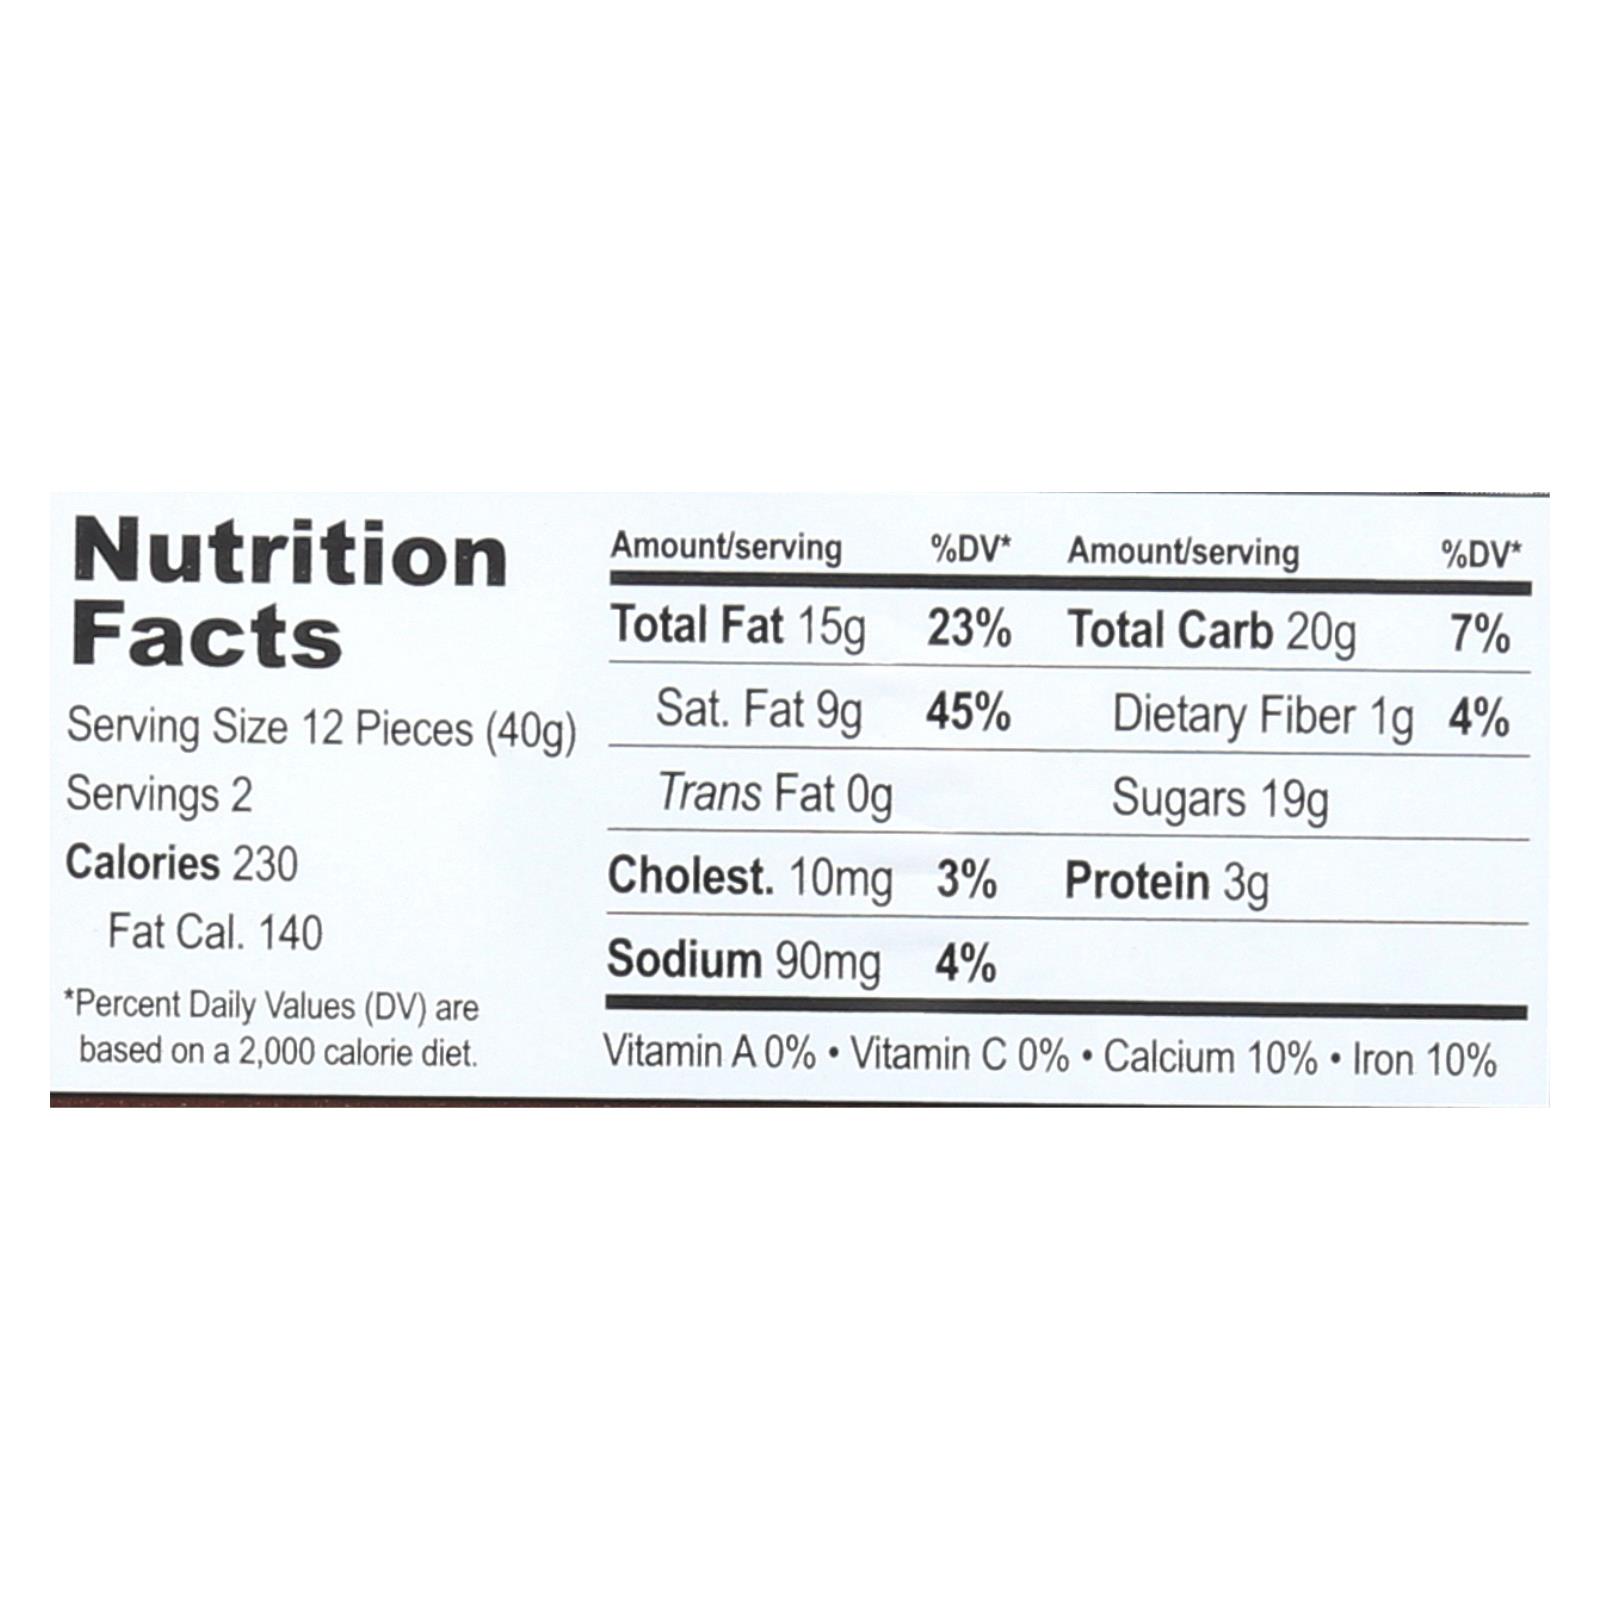 Nutrition
Facts
Serving Size 12 Pieces (40g)
Servings 2
Calories 230
Fat Cal. 140
*Percent Daily Values (DV) are
based on a 2,000 calorie diet.
Amount/serving %DV* Amount/serving %DV*
Total Fat 15g 23% Total Carb 20g 7%
Sat. Fat 9g 45% Dietary Fiber 1g 4%
Trans Fat 0g Sugars 19g
Cholest. 10mg 3% Protein 3g
Sodium 90mg 4%
Vitamin A 0% • Vitamin C 0% • Calcium 10% • Iron 10%